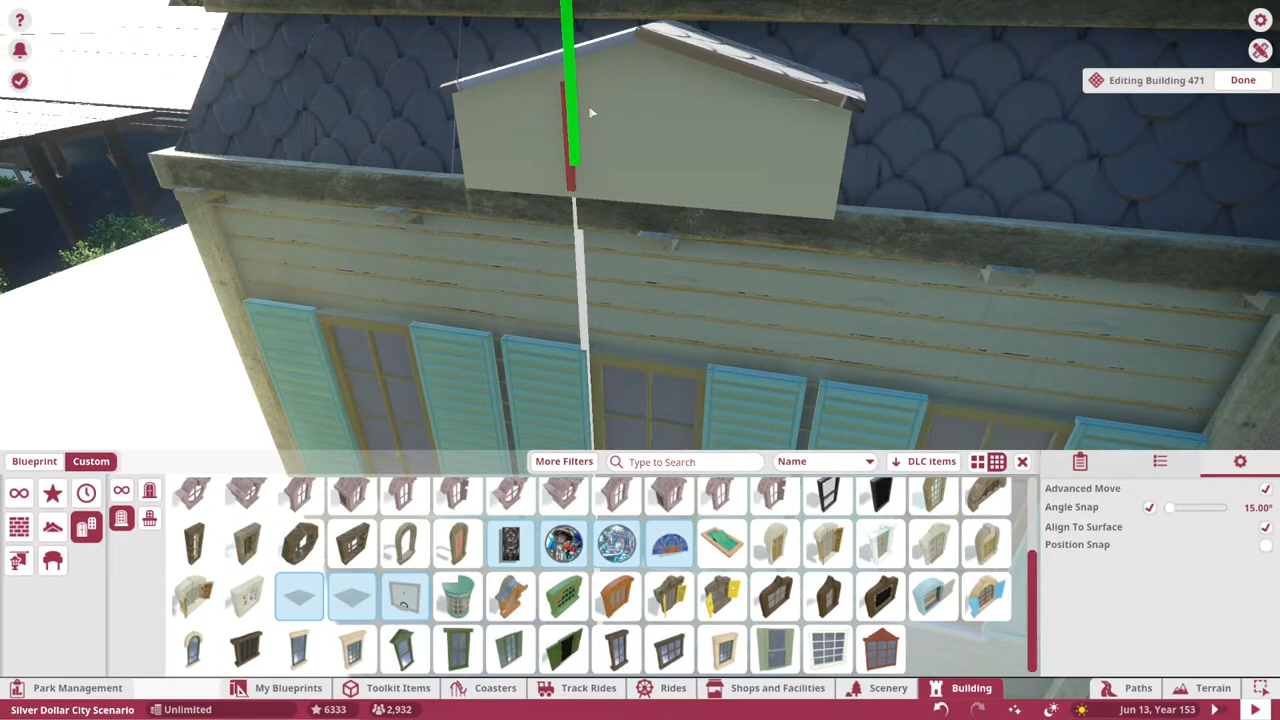 ?
Editing Building 471
Done
Blueprint
Custom
More Filters
Type to Search
Name
DLC items
Advanced Move
Angle Snap
15.00°
Align To Surface
Position Snap
Park Management
My Blueprints
Toolkit Items
Coasters
Track Rides
Rides
Shops and Facilities
Scenery
Building
Paths
Terrain
Silver Dollar City Scenario
Unlimited
6333
2,932
Jun 13, Year 153